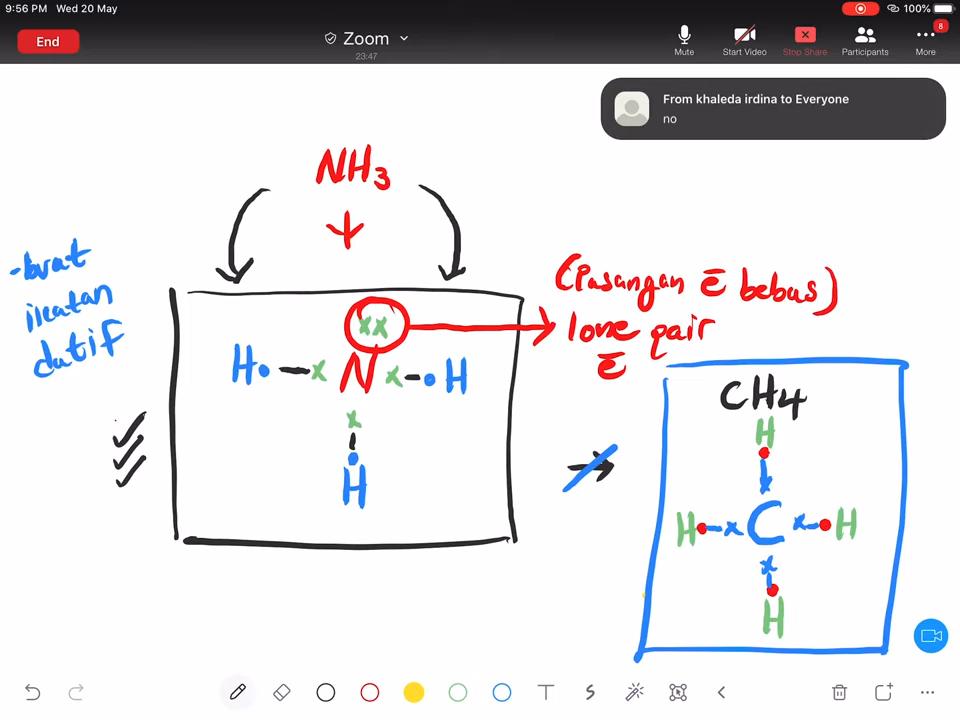 9:56 PM Wed 20 May
100%
End
Zoom
23:47
Mute
Start Video
Stop Share
Participants
8
More
From khaleda irdina to Everyone
no
NH3
+
-buat
ikatan
datif
(Pasangan ē bebas)
lone pair
ē
xx
H• — x N x – • H
x
H
CH4
H
x
H • – x C x – • H
x
H
T